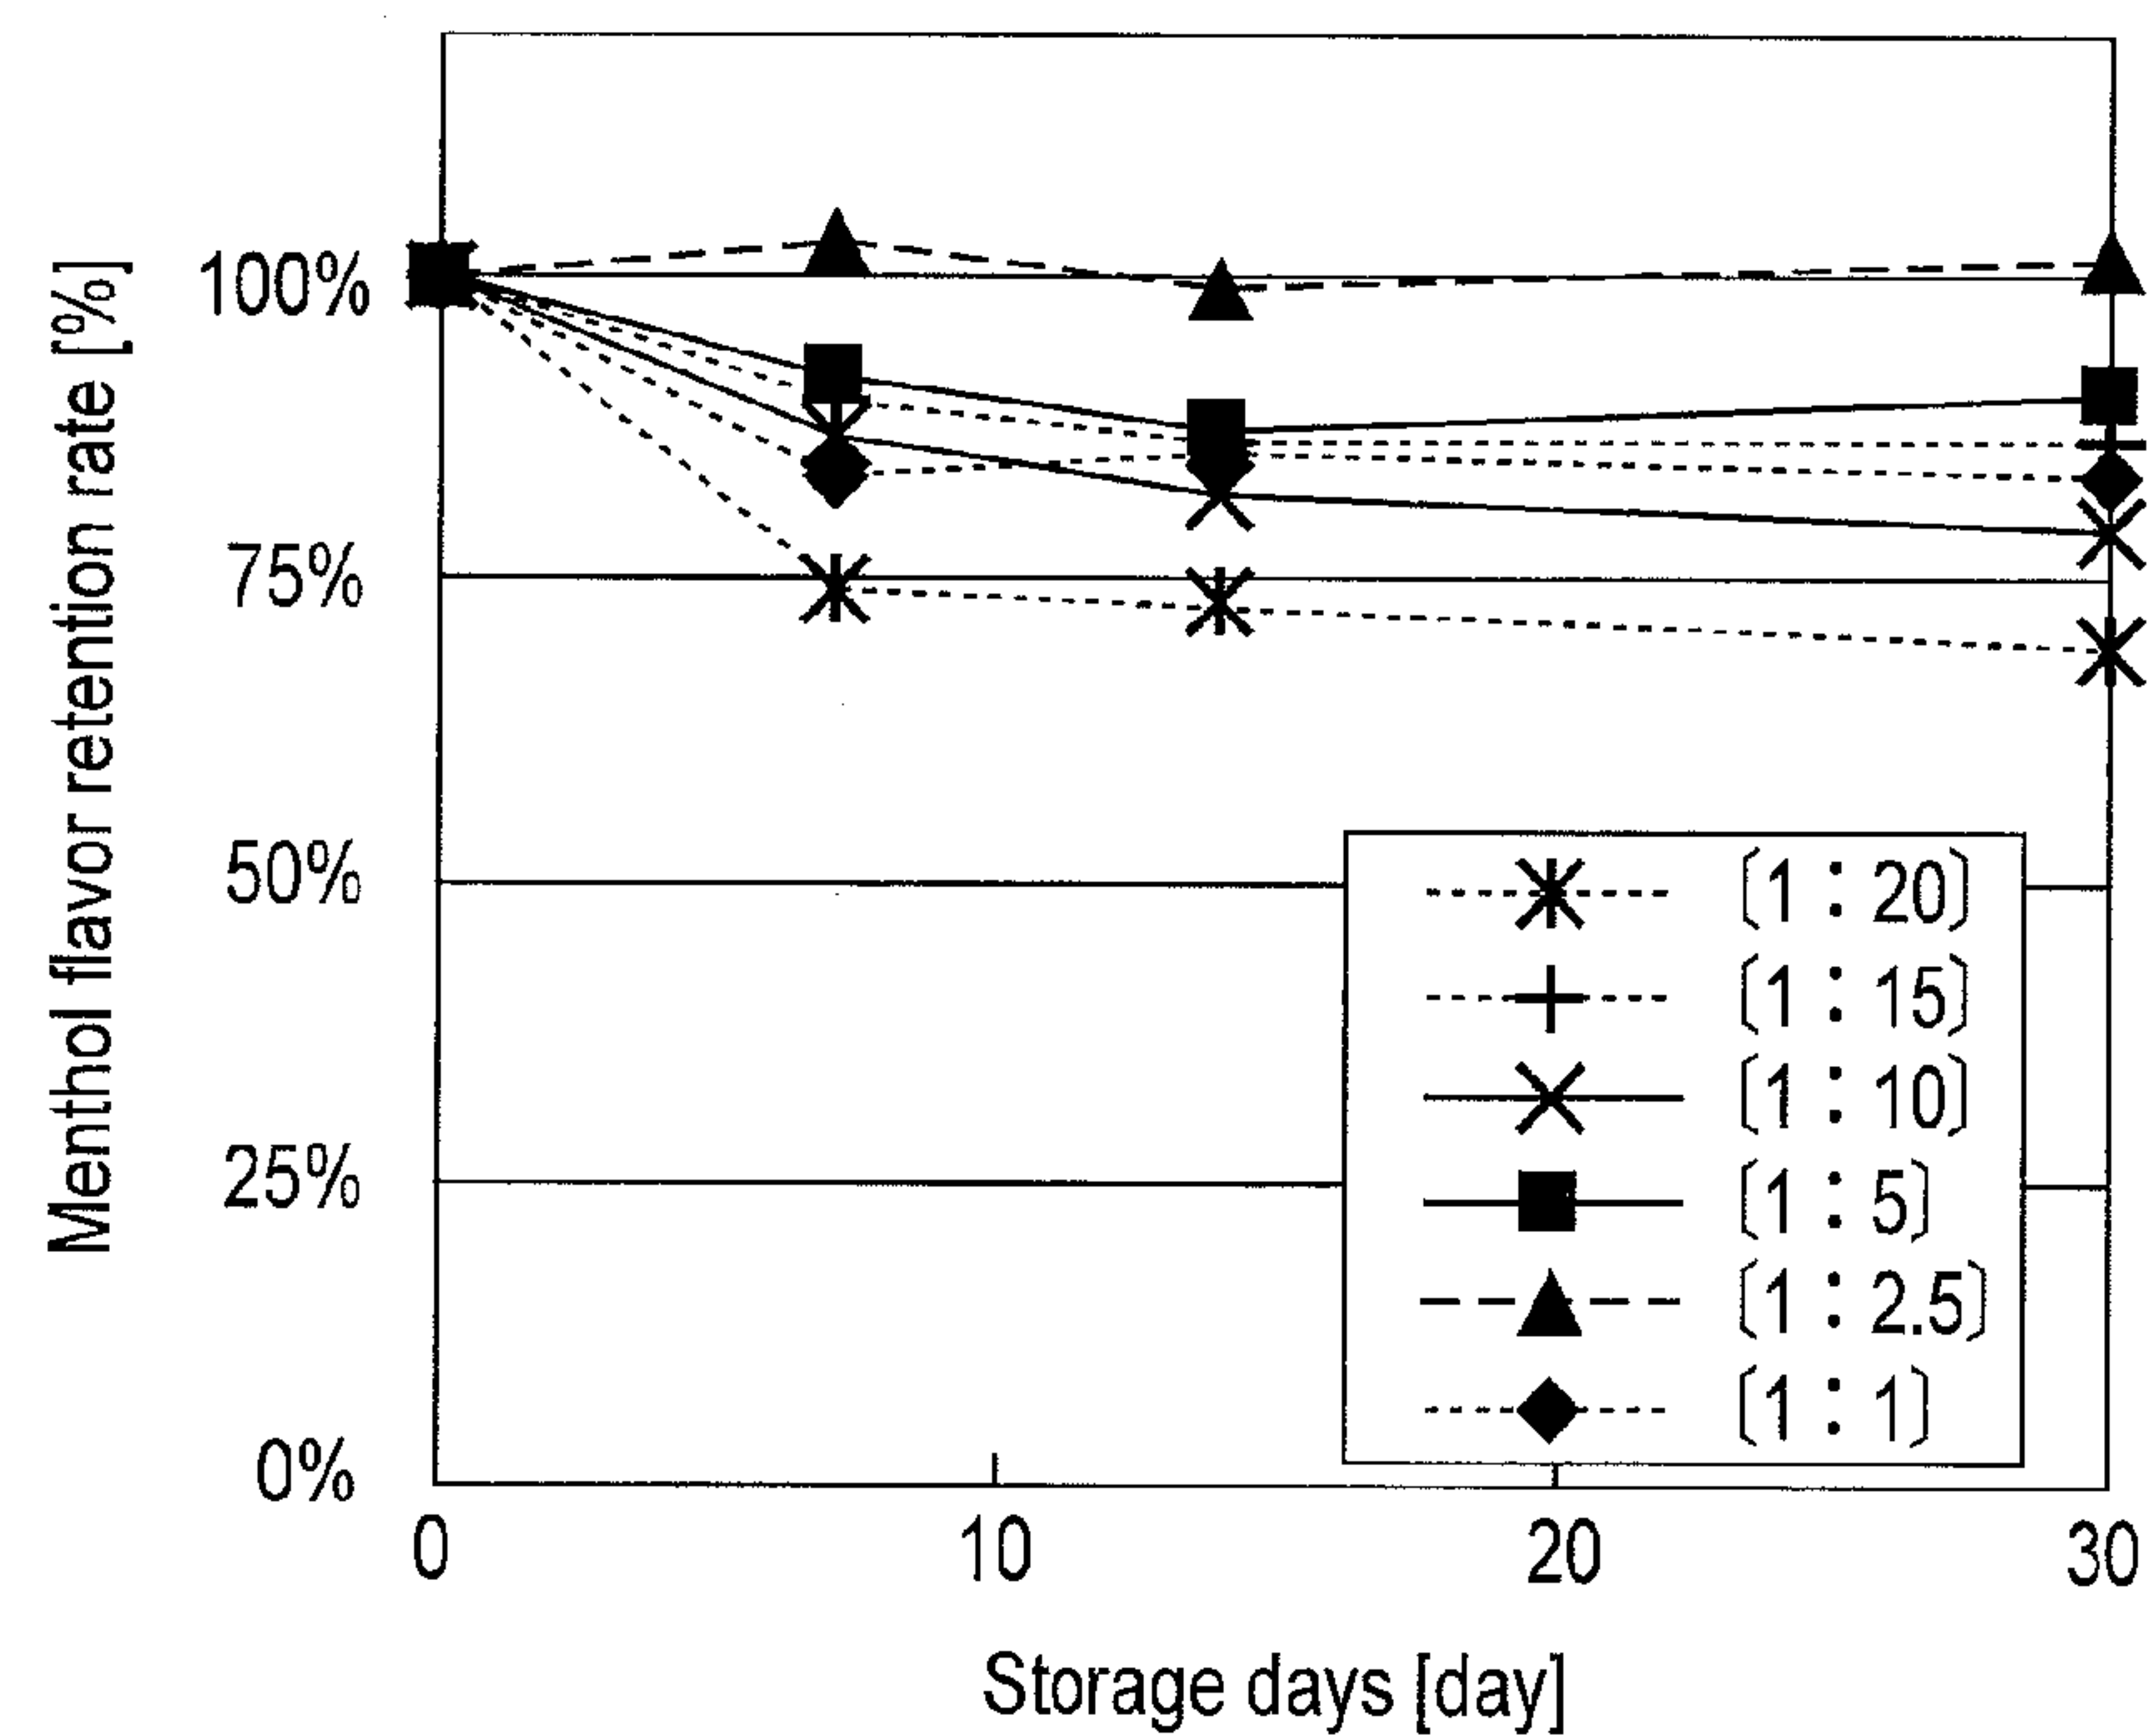 Menthol flavor retention rate [%]
100%
75%
50%
25%
0%
0 10 20 30
Storage days [day]
(1 : 20)
(1 : 15)
(1 : 10)
(1 : 5)
(1 : 2.5)
(1 : 1)